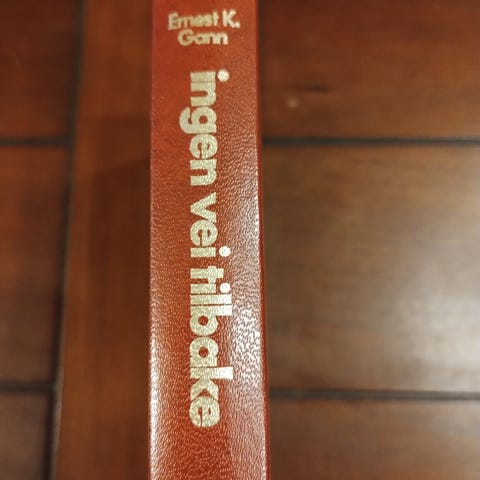 Ernest K.
Gann
ingen vei tilbake